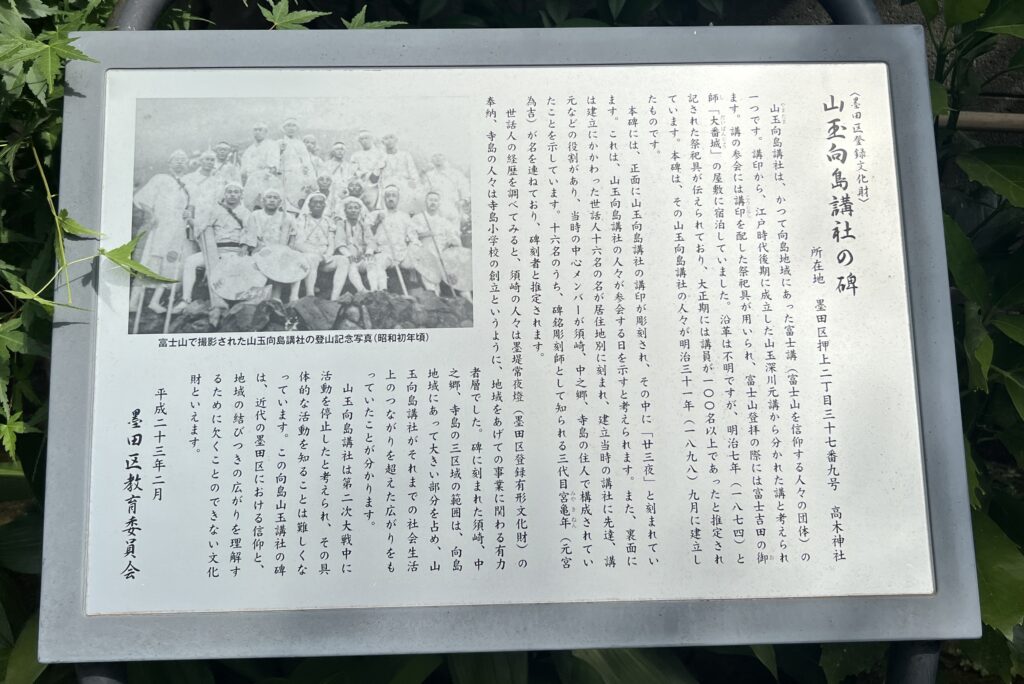 〈墨田区登録文化財〉
山玉向島講社の碑
所在地 墨田区押上二丁目三十七番九号 高木神社
山玉向島講社は、かつて向島地域にあった富士講（富士山を信仰する人々の団体）の
一つです。講印から、江戸時代後期に成立した山玉深川元講から分かれた講と考えられ
ます。講の参会には講印を配した祭祀具が用いられ、富士山登拝の際には富士吉田の御
師「大番城」の屋敷に宿泊していました。沿革は不明ですが、明治七年（一八七四）と
記された祭祀具が伝えられており、大正期には講員が一〇〇名以上であったと推定され
ています。本碑は、その山玉向島講社の人々が明治三十一年（一八九八）九月に建立し
たものです。
本碑には、正面に山玉向島講社の講印が彫刻され、その中に「廿三夜」と刻まれてい
ます。これは、山玉向島講社の人々が参会する日を示すと考えられます。また、裏面に
は建立にかかわった世話人十六名の名が居住地別に刻まれ、建立当時の講社に先達、講
元などの役割があり、当時の中心メンバーが須崎、中之郷、寺島の住人で構成されてい
たことを示しています。十六名のうち、碑銘彫刻師として知られる三代目宮亀年（元宮
為吉）が名を連ねており、碑刻者と推定されます。
世話人の経歴を調べてみると、須崎の人々は墨堤常夜燈（墨田区登録有形文化財）の
奉納、寺島の人々は寺島小学校の創立というように、地域をあげての事業に関わる有力
者層でした。碑に刻まれた須崎、中
之郷、寺島の三区域の範囲は、向島
地域にあって大きい部分を占め、山
玉向島講社がそれまでの社会生活
上のつながりを超えた広がりをも
っていたことが分かります。
山玉向島講社は第二次大戦中に
活動を停止したと考えられ、その具
体的な活動を知ることは難しくな
っています。この向島山玉講社の碑
は、近代の墨田区における信仰と、
地域の結びつきの広がりを理解す
るために欠くことのできない文化
財といえます。
平成二十三年二月
墨田区教育委員会
富士山で撮影された山玉向島講社の登山記念写真（昭和初年頃）